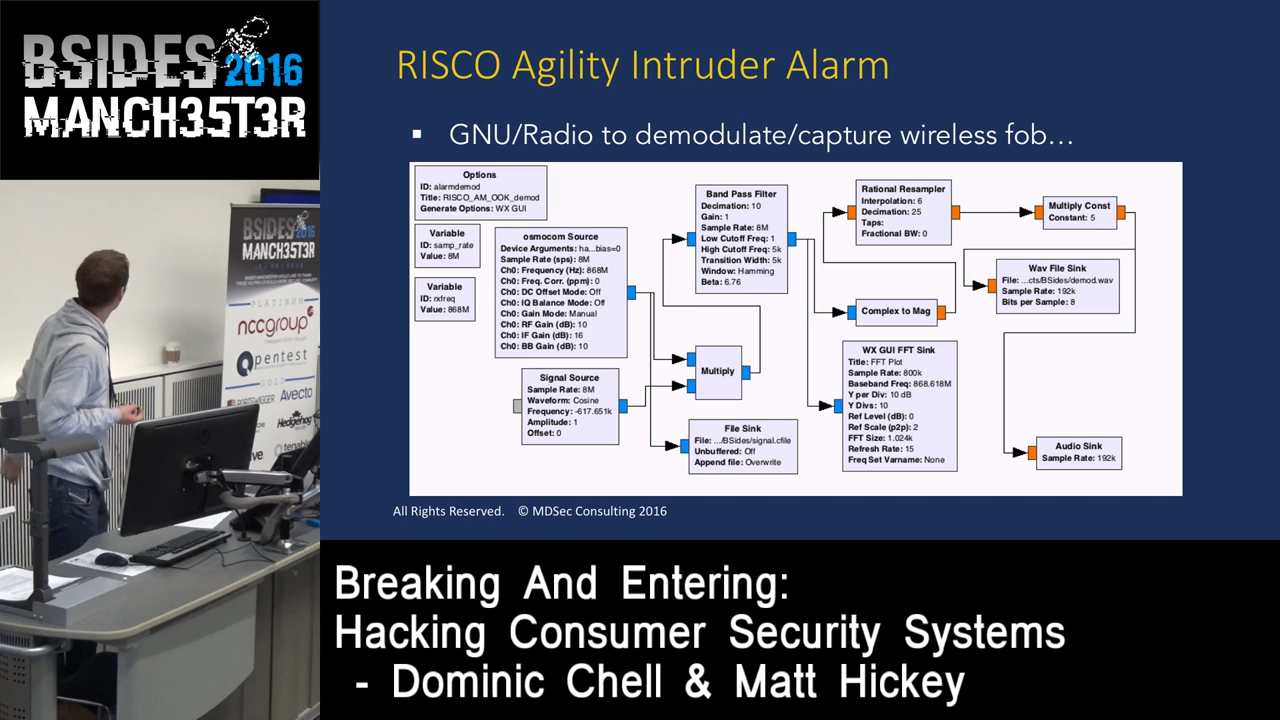 BSIDES 2016
MANCH35T3R
RISCO Agility Intruder Alarm
▪ GNU/Radio to demodulate/capture wireless fob…
Options
ID: alarmdemod
Title: RISCO_AM_OOK_demod
Generate Options: WX GUI
Variable
ID: samp_rate
Value: 8M
Variable
ID: rxfreq
Value: 868M
osmocom Source
Device Arguments: ha...bias=0
Sample Rate (sps): 8M
Ch0: Frequency (Hz): 868M
Ch0: Freq. Corr. (ppm): 0
Ch0: DC Offset Mode: Off
Ch0: IQ Balance Mode: Off
Ch0: Gain Mode: Manual
Ch0: RF Gain (dB): 10
Ch0: IF Gain (dB): 16
Ch0: BB Gain (dB): 10
Signal Source
Sample Rate: 8M
Waveform: Cosine
Frequency: -617.651k
Amplitude: 1
Offset: 0
Band Pass Filter
Decimation: 10
Gain: 1
Sample Rate: 8M
Low Cutoff Freq: 1
High Cutoff Freq: 5k
Transition Width: 5k
Window: Hamming
Beta: 6.76
Multiply
File Sink
File: .../BSides/signal.cfile
Unbuffered: Off
Append file: Overwrite
Rational Resampler
Interpolation: 6
Decimation: 25
Taps:
Fractional BW: 0
Complex to Mag
WX GUI FFT Sink
Title: FFT Plot
Sample Rate: 800k
Baseband Freq: 868.618M
Y per Div: 10 dB
Y Divs: 10
Ref Level (dB): 0
Ref Scale (p2p): 2
FFT Size: 1.024k
Refresh Rate: 15
Freq Set Varname: None
Multiply Const
Constant: 5
Wav File Sink
File: ...cts/BSides/demod.wav
Sample Rate: 192k
Bits per Sample: 8
Audio Sink
Sample Rate: 192k
All Rights Reserved. © MDSec Consulting 2016
BSIDES 2016
MANCH35T3R
PLATINUM
nccgroup
pentest
GOLD
Avecto
Hedgehog
Breaking And Entering:
Hacking Consumer Security Systems
- Dominic Chell & Matt Hickey